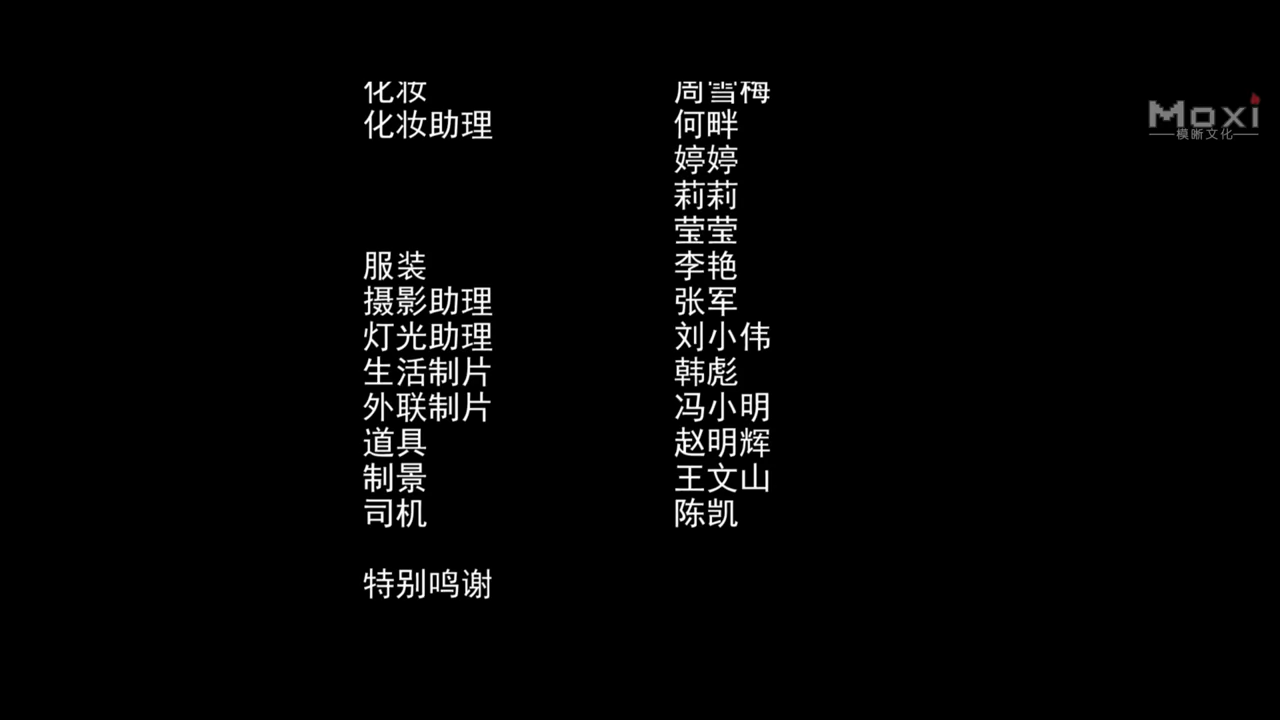 化妆 周雪梅
化妆助理 何畔
婷婷
莉莉
莹莹
服装 李艳
摄影助理 张军
灯光助理 刘小伟
生活制片 韩彪
外联制片 冯小明
道具 赵明辉
制景 王文山
司机 陈凯
特别鸣谢
Moxi
模晰文化